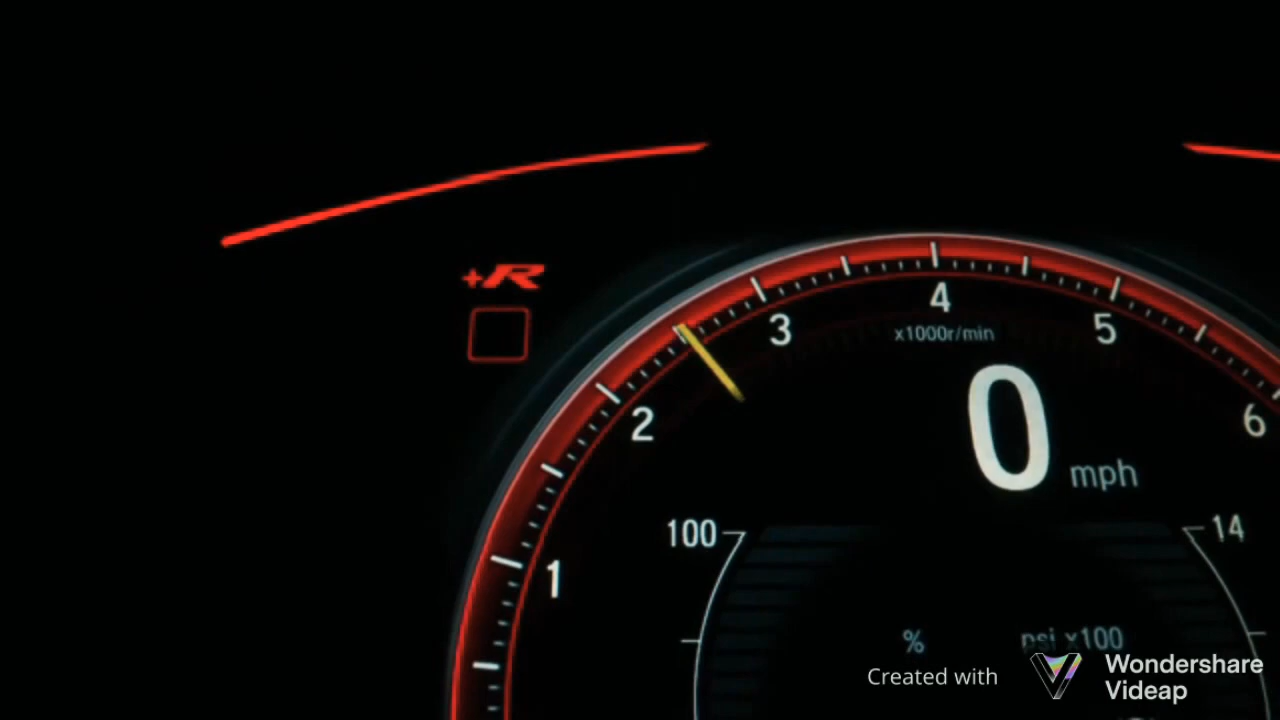 +R
4
3
5
x1000r/min
2
6
0
mph
100
14
1
%
psi x100
Created with
Wondershare
Videap